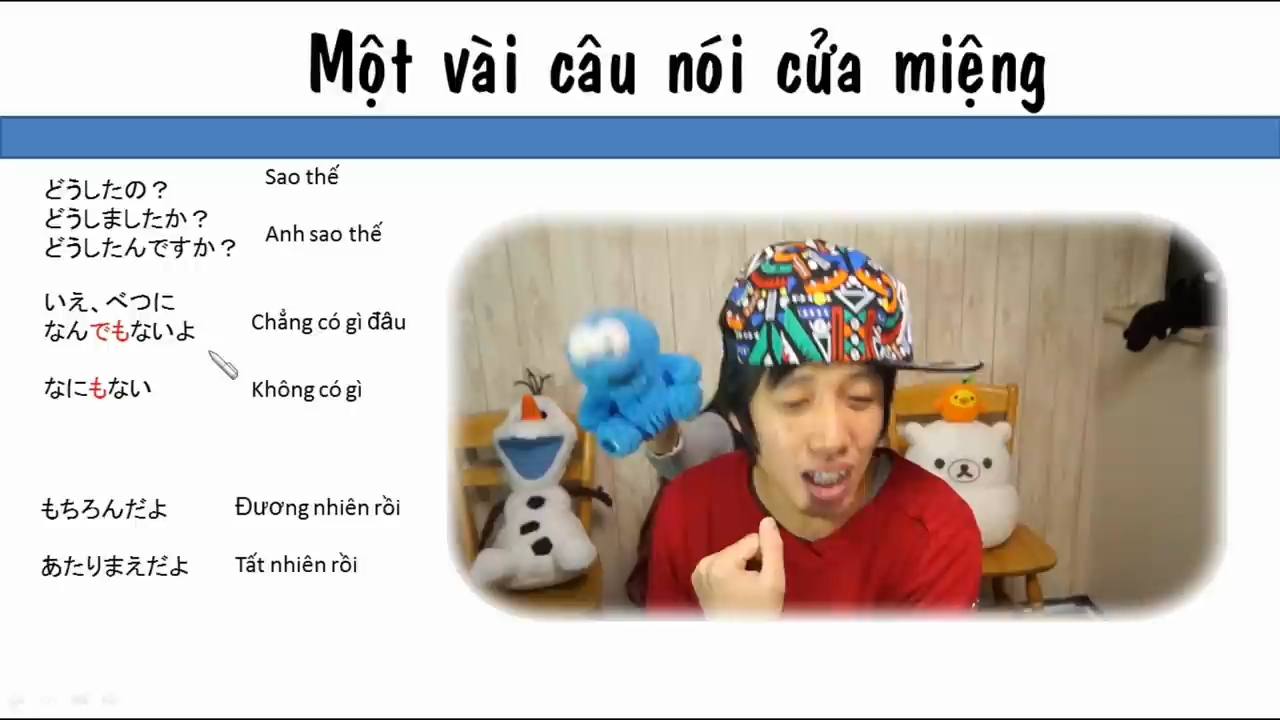 Một vài câu nói cửa miệng
どうしたの？ Sao thế
どうしましたか？
どうしたんですか？ Anh sao thế
いえ、べつに
なんでもないよ Chẳng có gì đâu
なにもない Không có gì
もちろんだよ Đương nhiên rồi
あたりまえだよ Tất nhiên rồi